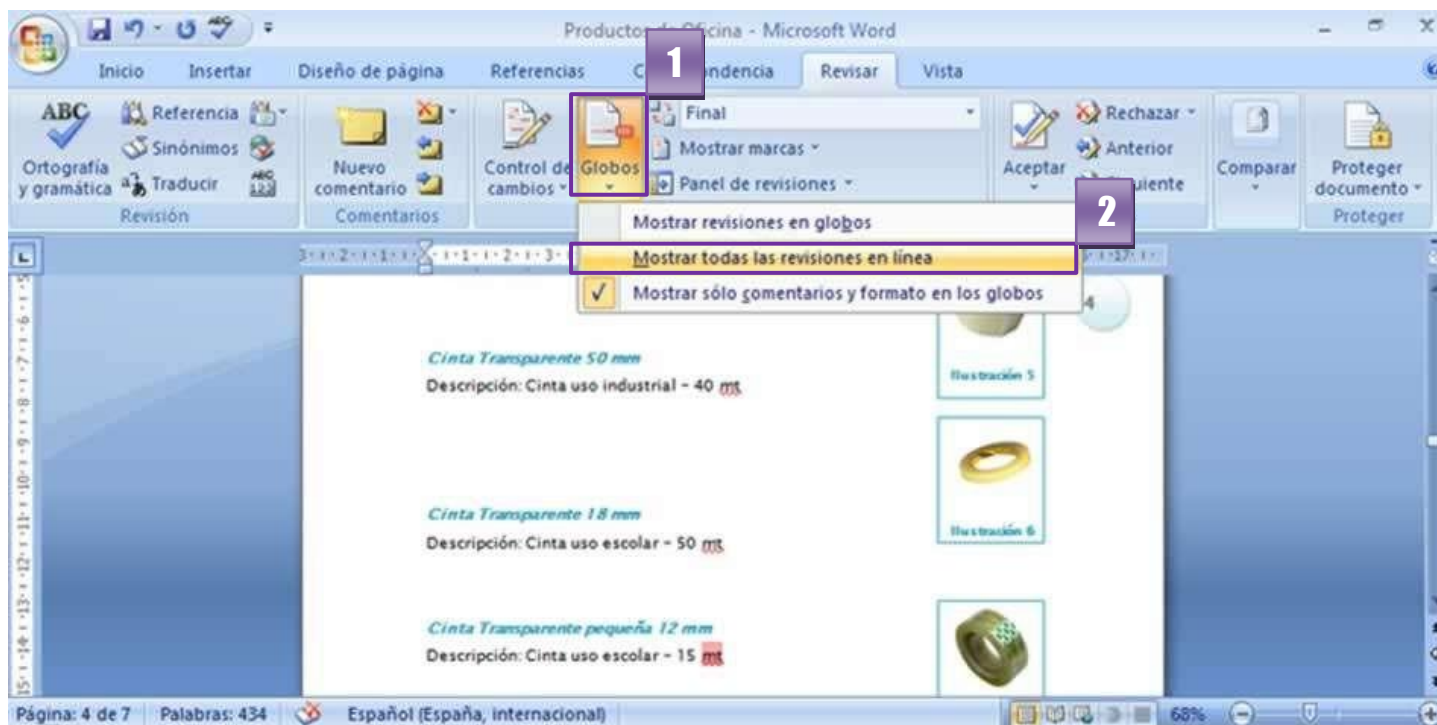 Productos de Oficina - Microsoft Word
1
Inicio Insertar Diseño de página Referencias Revisar Vista
ABC Referencia Final Rechazar
Sinónimos Mostrar marcas Anterior
Ortografía y gramática Traducir Nuevo comentario Control de cambios Globos Panel de revisiones Aceptar Comparar Proteger documento
Revisión Comentarios Proteger
2
Mostrar revisiones en globos
Mostrar todas las revisiones en línea
Mostrar sólo comentarios y formato en los globos
4
Cinta Transparente 50 mm
Descripción: Cinta uso industrial – 40 mt
Ilustración 5
Cinta Transparente 18 mm
Descripción: Cinta uso escolar – 50 mt
Ilustración 6
Cinta Transparente pequeña 12 mm
Descripción: Cinta uso escolar – 15 mt
Página: 4 de 7 Palabras: 434 Español (España, internacional) 68%